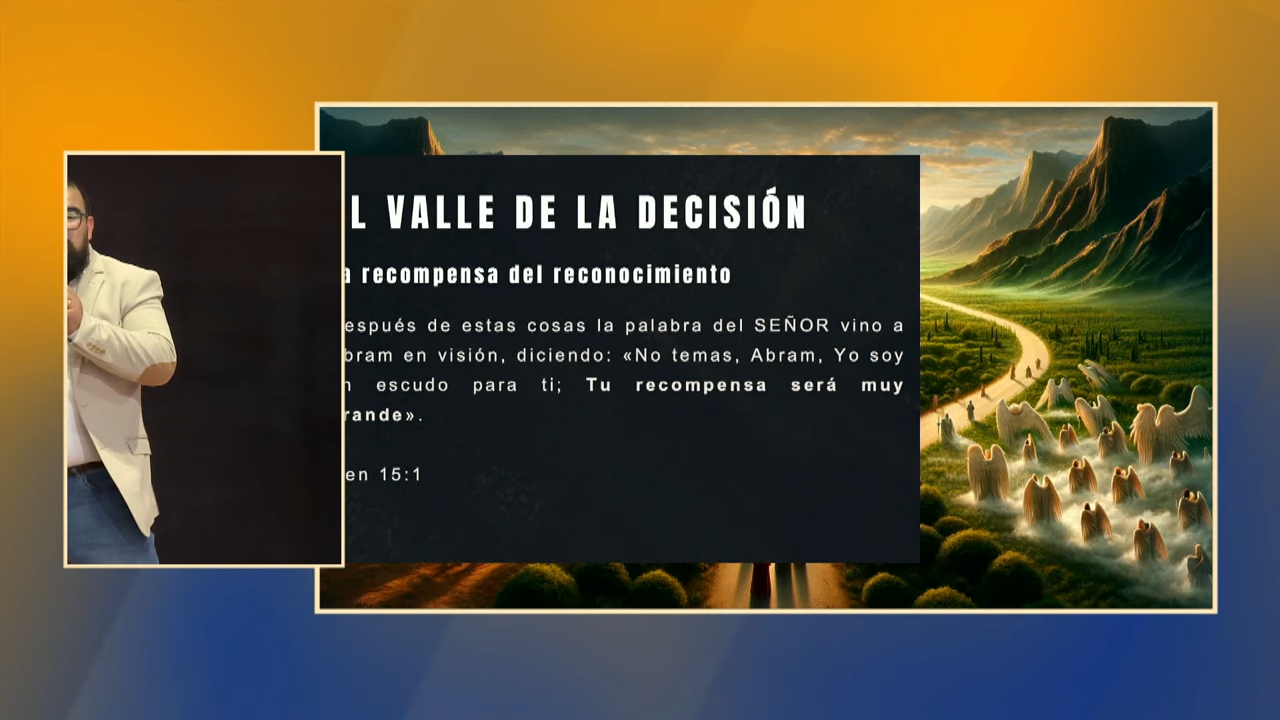 L VALLE DE LA DECISIÓN
a recompensa del reconocimiento
espués de estas cosas la palabra del SEÑOR vino a
bram en visión, diciendo: «No temas, Abram, Yo soy
n escudo para ti; Tu recompensa será muy
rande».
en 15:1